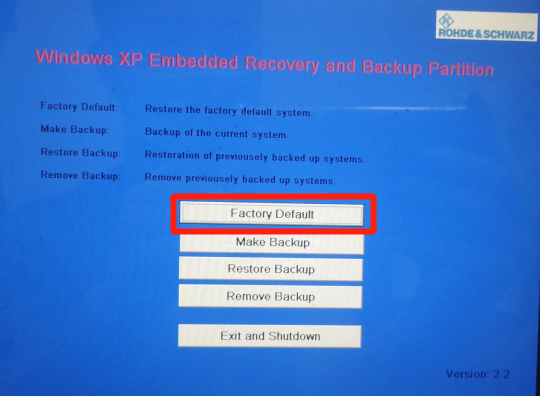 ROHDE & SCHWARZ
Windows XP Embedded Recovery and Backup Partition
Factory Default: Restore the factory default system.
Make Backup: Backup of the current system.
Restore Backup: Restoration of previousely backed up systems.
Remove Backup: Remove previousely backed up systems.
Factory Default
Make Backup
Restore Backup
Remove Backup
Exit and Shutdown
Version: 2.2